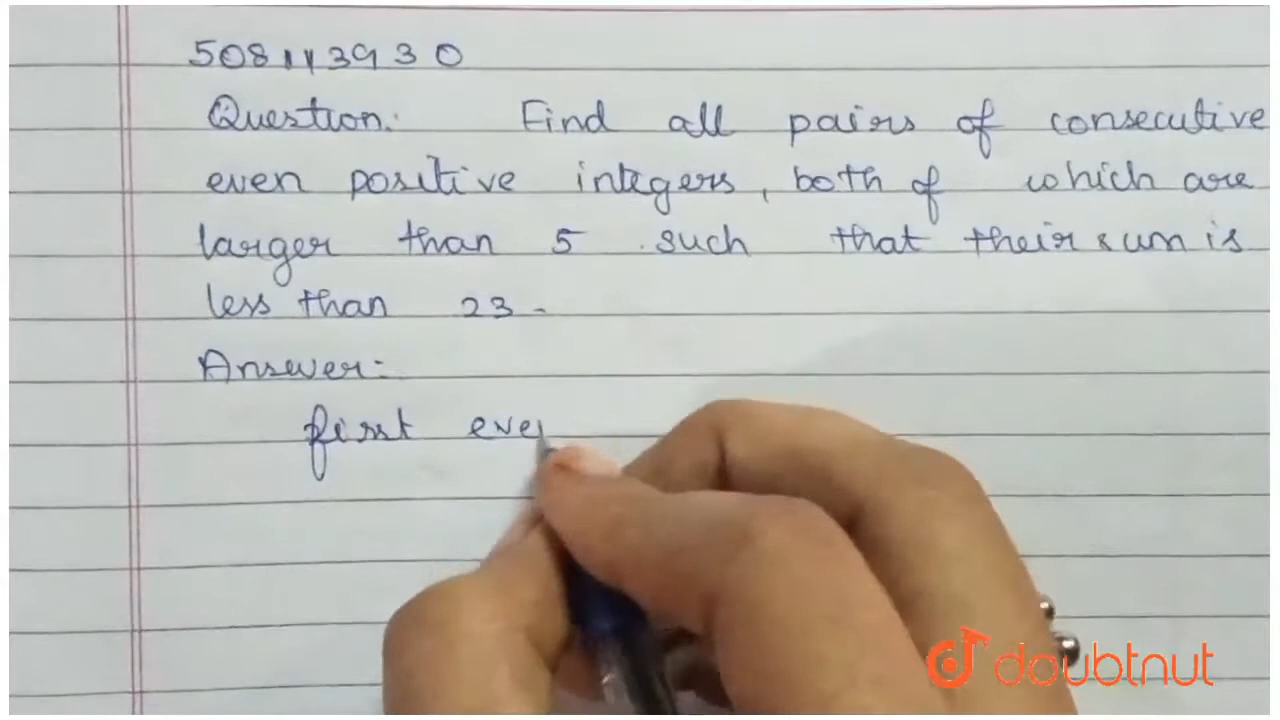 508113930
Question: Find all pairs of consecutive
even positive integers, both of which are
larger than 5 such that their sum is
less than 23.
Answer:-
first eve
doubtnut